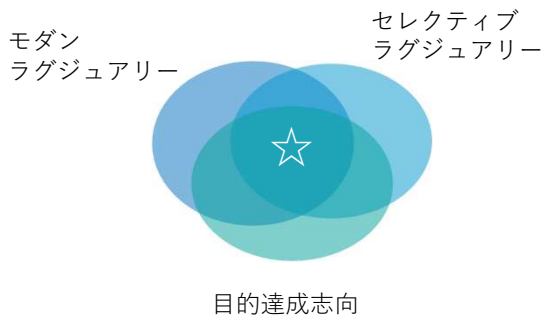 モダン
ラグジュアリー
セレクティブ
ラグジュアリー
目的達成志向